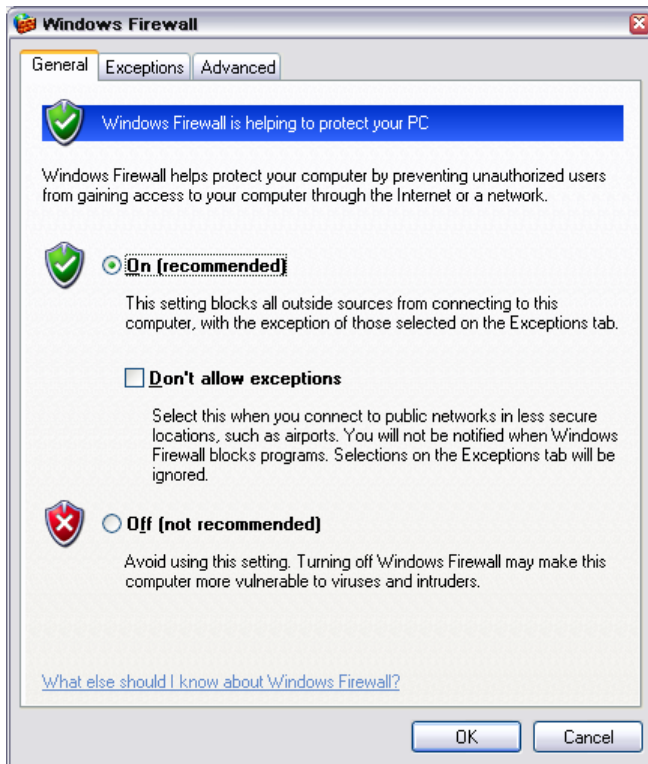 Windows Firewall
General
Exceptions
Advanced
Windows Firewall is helping to protect your PC
Windows Firewall helps protect your computer by preventing unauthorized users
from gaining access to your computer through the Internet or a network.
On (recommended)
This setting blocks all outside sources from connecting to this
computer, with the exception of those selected on the Exceptions tab.
Don't allow exceptions
Select this when you connect to public networks in less secure
locations, such as airports. You will not be notified when Windows
Firewall blocks programs. Selections on the Exceptions tab will be
ignored.
Off (not recommended)
Avoid using this setting. Turning off Windows Firewall may make this
computer more vulnerable to viruses and intruders.
What else should I know about Windows Firewall?
OK
Cancel